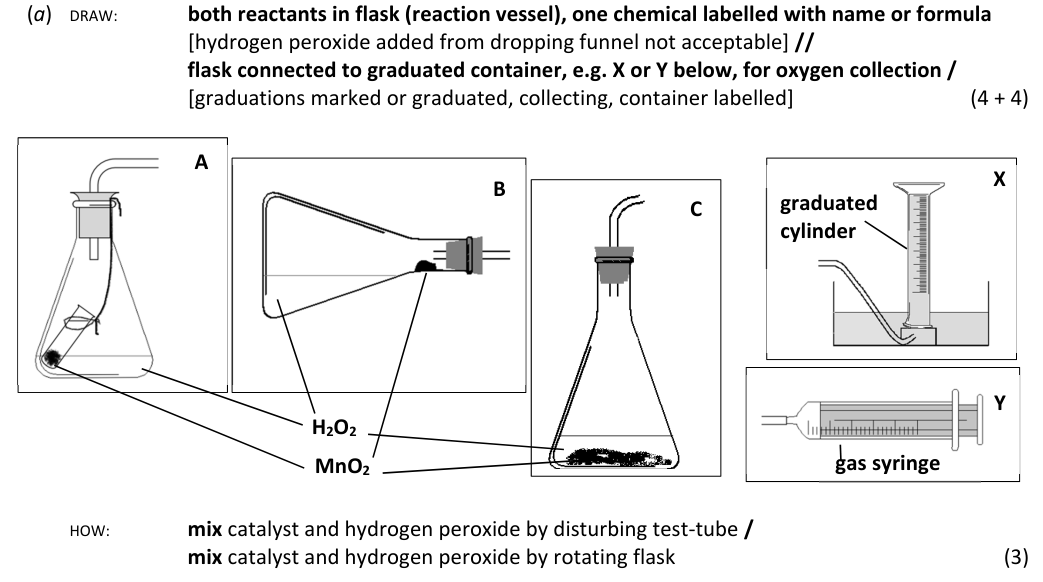 (a) DRAW: both reactants in flask (reaction vessel), one chemical labelled with name or formula
[hydrogen peroxide added from dropping funnel not acceptable] //
flask connected to graduated container, e.g. X or Y below, for oxygen collection /
[graduations marked or graduated, collecting, container labelled] (4 + 4)
A
B
C
X
graduated
cylinder
Y
gas syringe
H₂O₂
MnO₂
HOW: mix catalyst and hydrogen peroxide by disturbing test-tube /
mix catalyst and hydrogen peroxide by rotating flask (3)